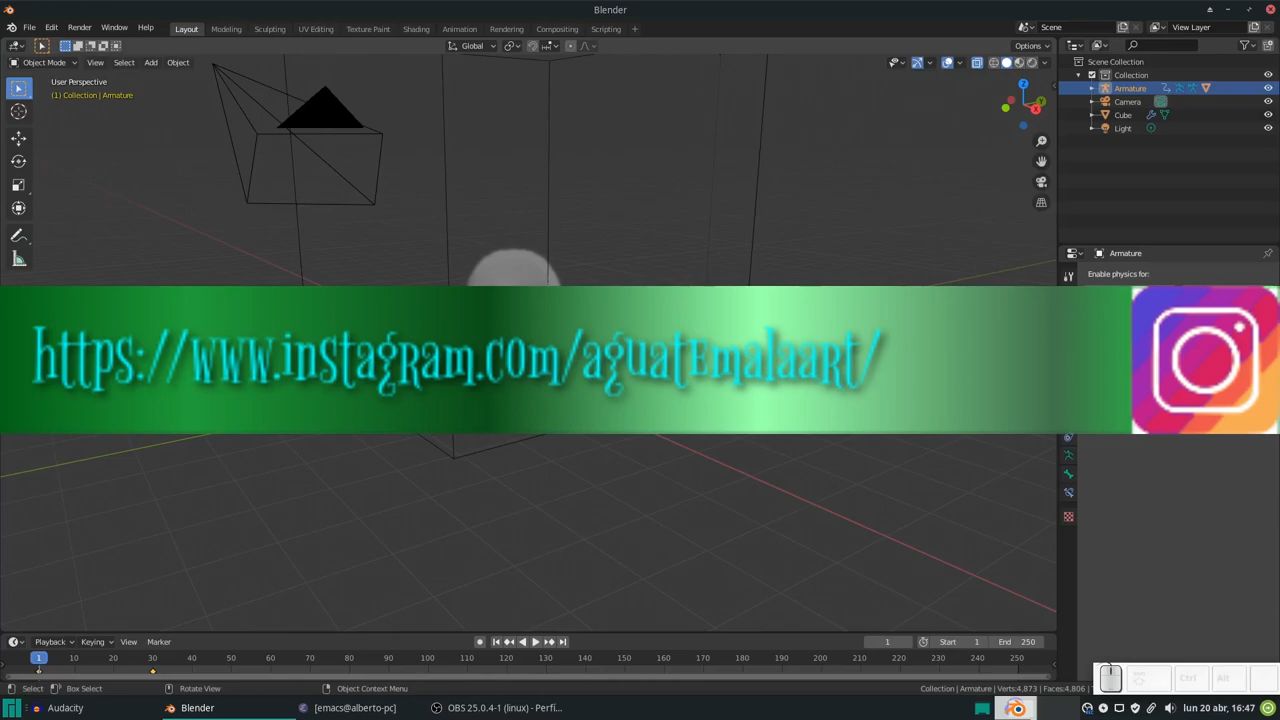 Blender
File Edit Render Window Help Layout Modeling Sculpting UV Editing Texture Paint Shading Animation Rendering Compositing Scripting + Scene View Layer
Global Options
Object Mode View Select Add Object
User Perspective
(1) Collection | Armature
Scene Collection
Collection
Armature
Camera
Cube
Light
Armature
Enable physics for:
https://www.instagram.com/aguatemalaart/
Playback Keying View Marker 1 Start 1 End 250
1 10 20 30 40 50 60 70 80 90 100 110 120 130 140 150 160 170 180 190 200 210 220 230 240 250
Select Box Select Rotate View Object Context Menu Collection | Armature | Verts:4,873 | Faces:4,806
Ctrl Alt
Audacity Blender [emacs@alberto-pc] OBS 25.0.4-1 (linux) - Perfi... lun 20 abr, 16:47